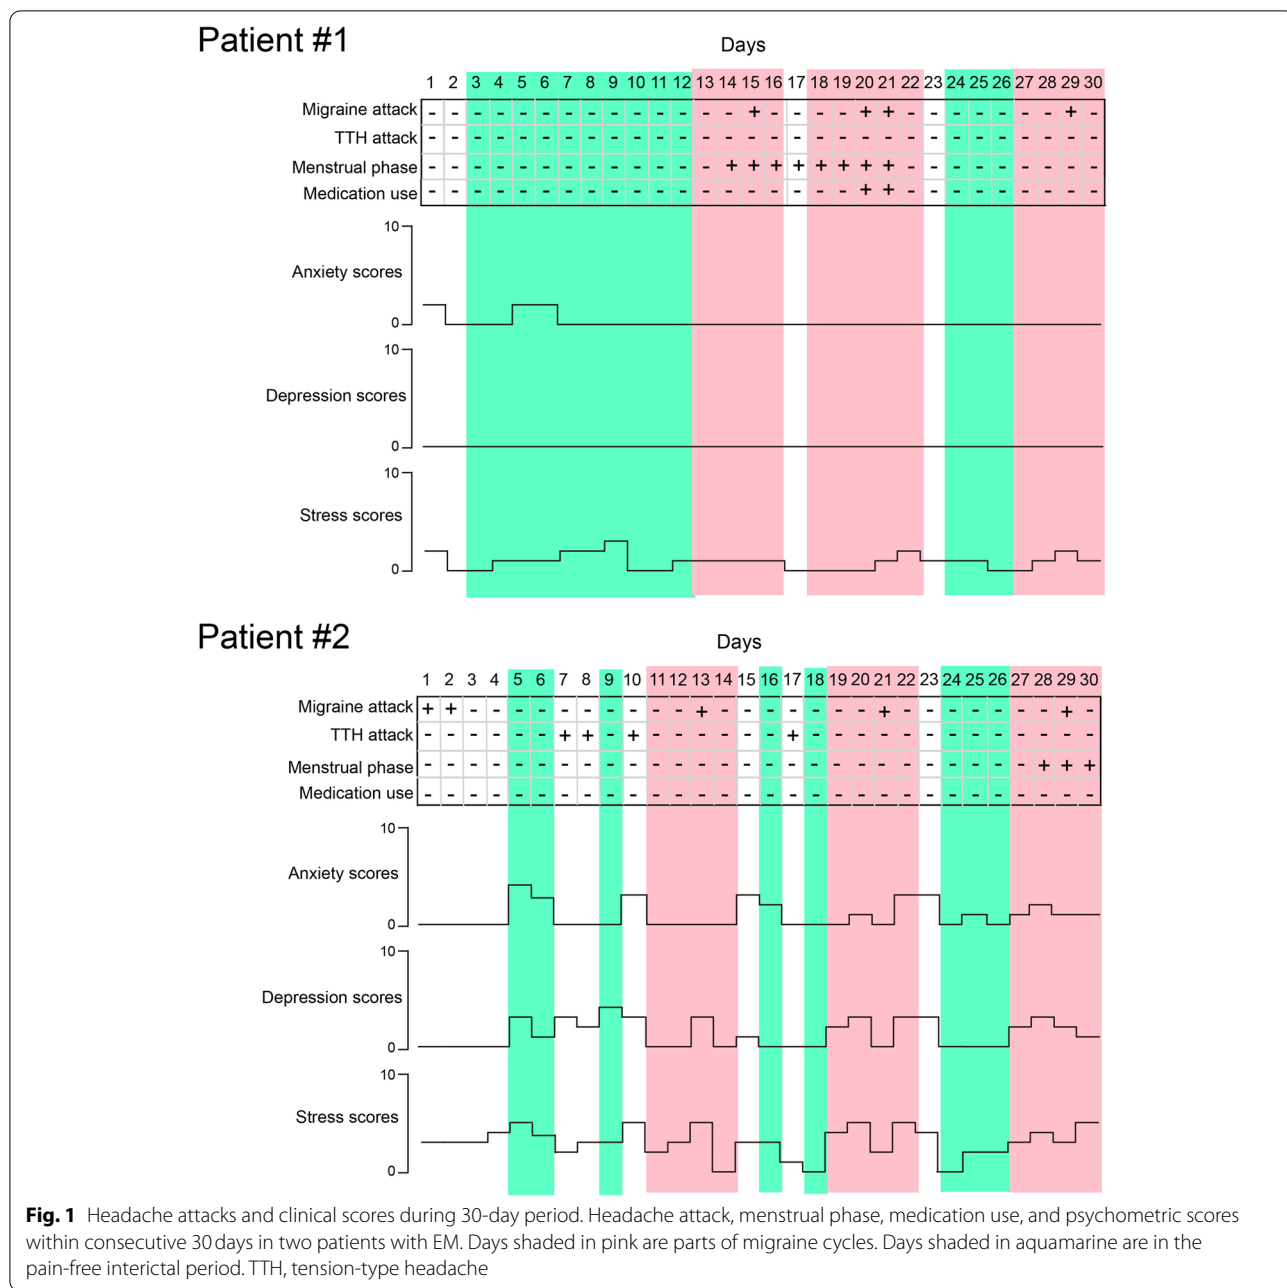 Patient #1
Days
1 2 3 4 5 6 7 8 9 10 11 12 13 14 15 16 17 18 19 20 21 22 23 24 25 26 27 28 29 30
Migraine attack - - - - - - - - - - - - - - + - - - - + + - - - - - - - + -
TTH attack - - - - - - - - - - - - - - - - - - - - - - - - - - - - - -
Menstrual phase - - - - - - - - - - - - - + + + + + + + + - - - - - - - - -
Medication use - - - - - - - - - - - - - - - - - - - + + - - - - - - - - -
10
Anxiety scores
0
10
Depression scores
0
10
Stress scores
0
Patient #2
Days
1 2 3 4 5 6 7 8 9 10 11 12 13 14 15 16 17 18 19 20 21 22 23 24 25 26 27 28 29 30
Migraine attack + + - - - - - - - - - - + - - - - - - - + - - - - - - - + -
TTH attack - - - - - - + + - + - - - - - - + - - - - - - - - - - - - -
Menstrual phase - - - - - - - - - - - - - - - - - - - - - - - - - - - + + +
Medication use - - - - - - - - - - - - - - - - - - - - - - - - - - - - - -
10
Anxiety scores
0
10
Depression scores
0
10
Stress scores
0
Fig. 1 Headache attacks and clinical scores during 30-day period. Headache attack, menstrual phase, medication use, and psychometric scores
within consecutive 30 days in two patients with EM. Days shaded in pink are parts of migraine cycles. Days shaded in aquamarine are in the
pain-free interictal period. TTH, tension-type headache